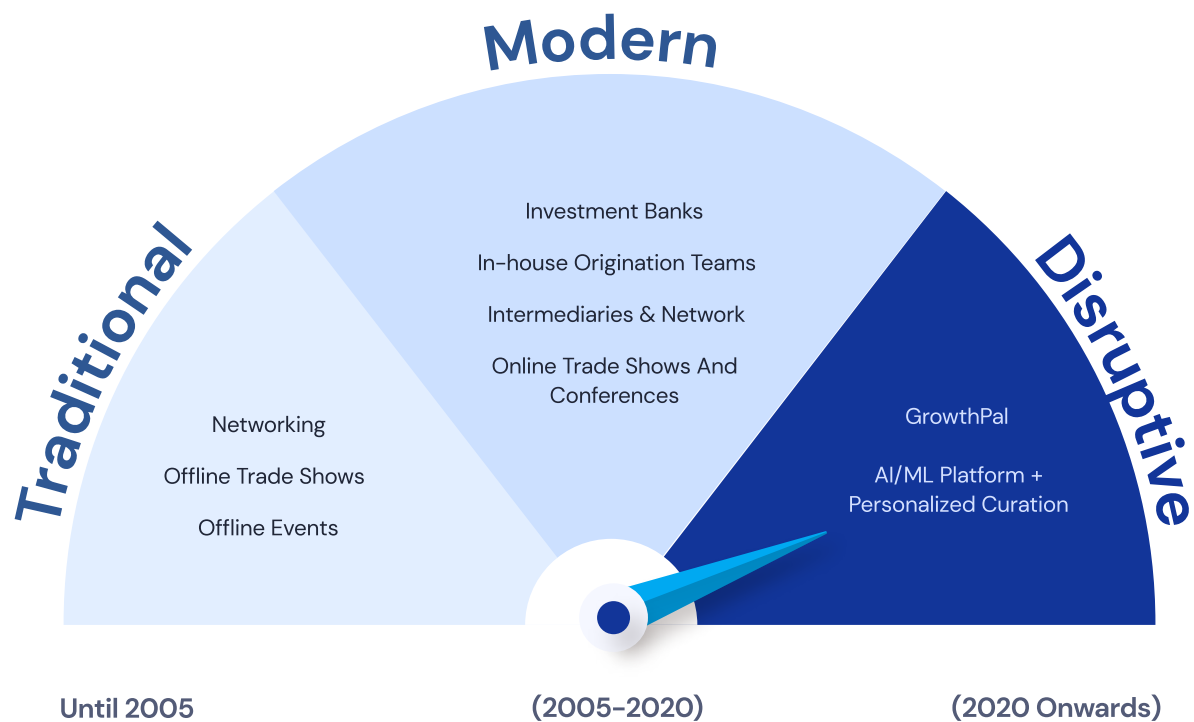 Modern
Traditional
Disruptive
Investment Banks
In-house Origination Teams
Intermediaries & Network
Online Trade Shows And
Conferences
Networking
Offline Trade Shows
Offline Events
GrowthPal
AI/ML Platform +
Personalized Curation
Until 2005
(2005-2020)
(2020 Onwards)